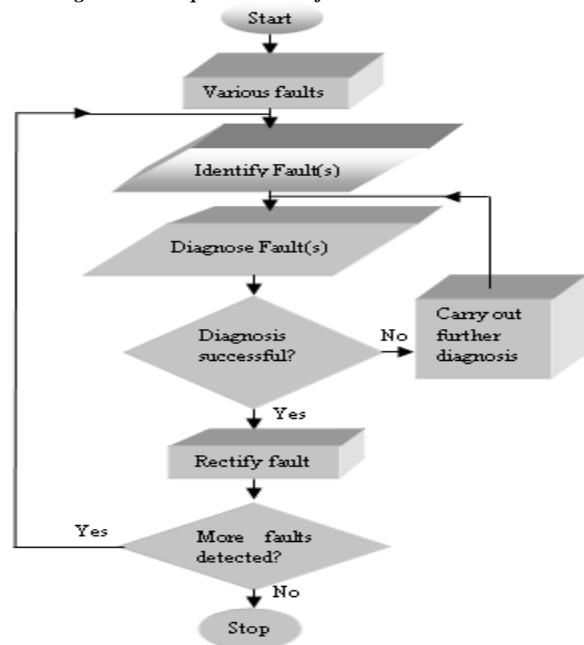 Start
Various faults
Identify Fault(s)
Diagnose Fault(s)
Diagnosis
successful?
No
Carry out
further
diagnosis
Yes
Rectify fault
More faults
detected?
Yes
No
Stop